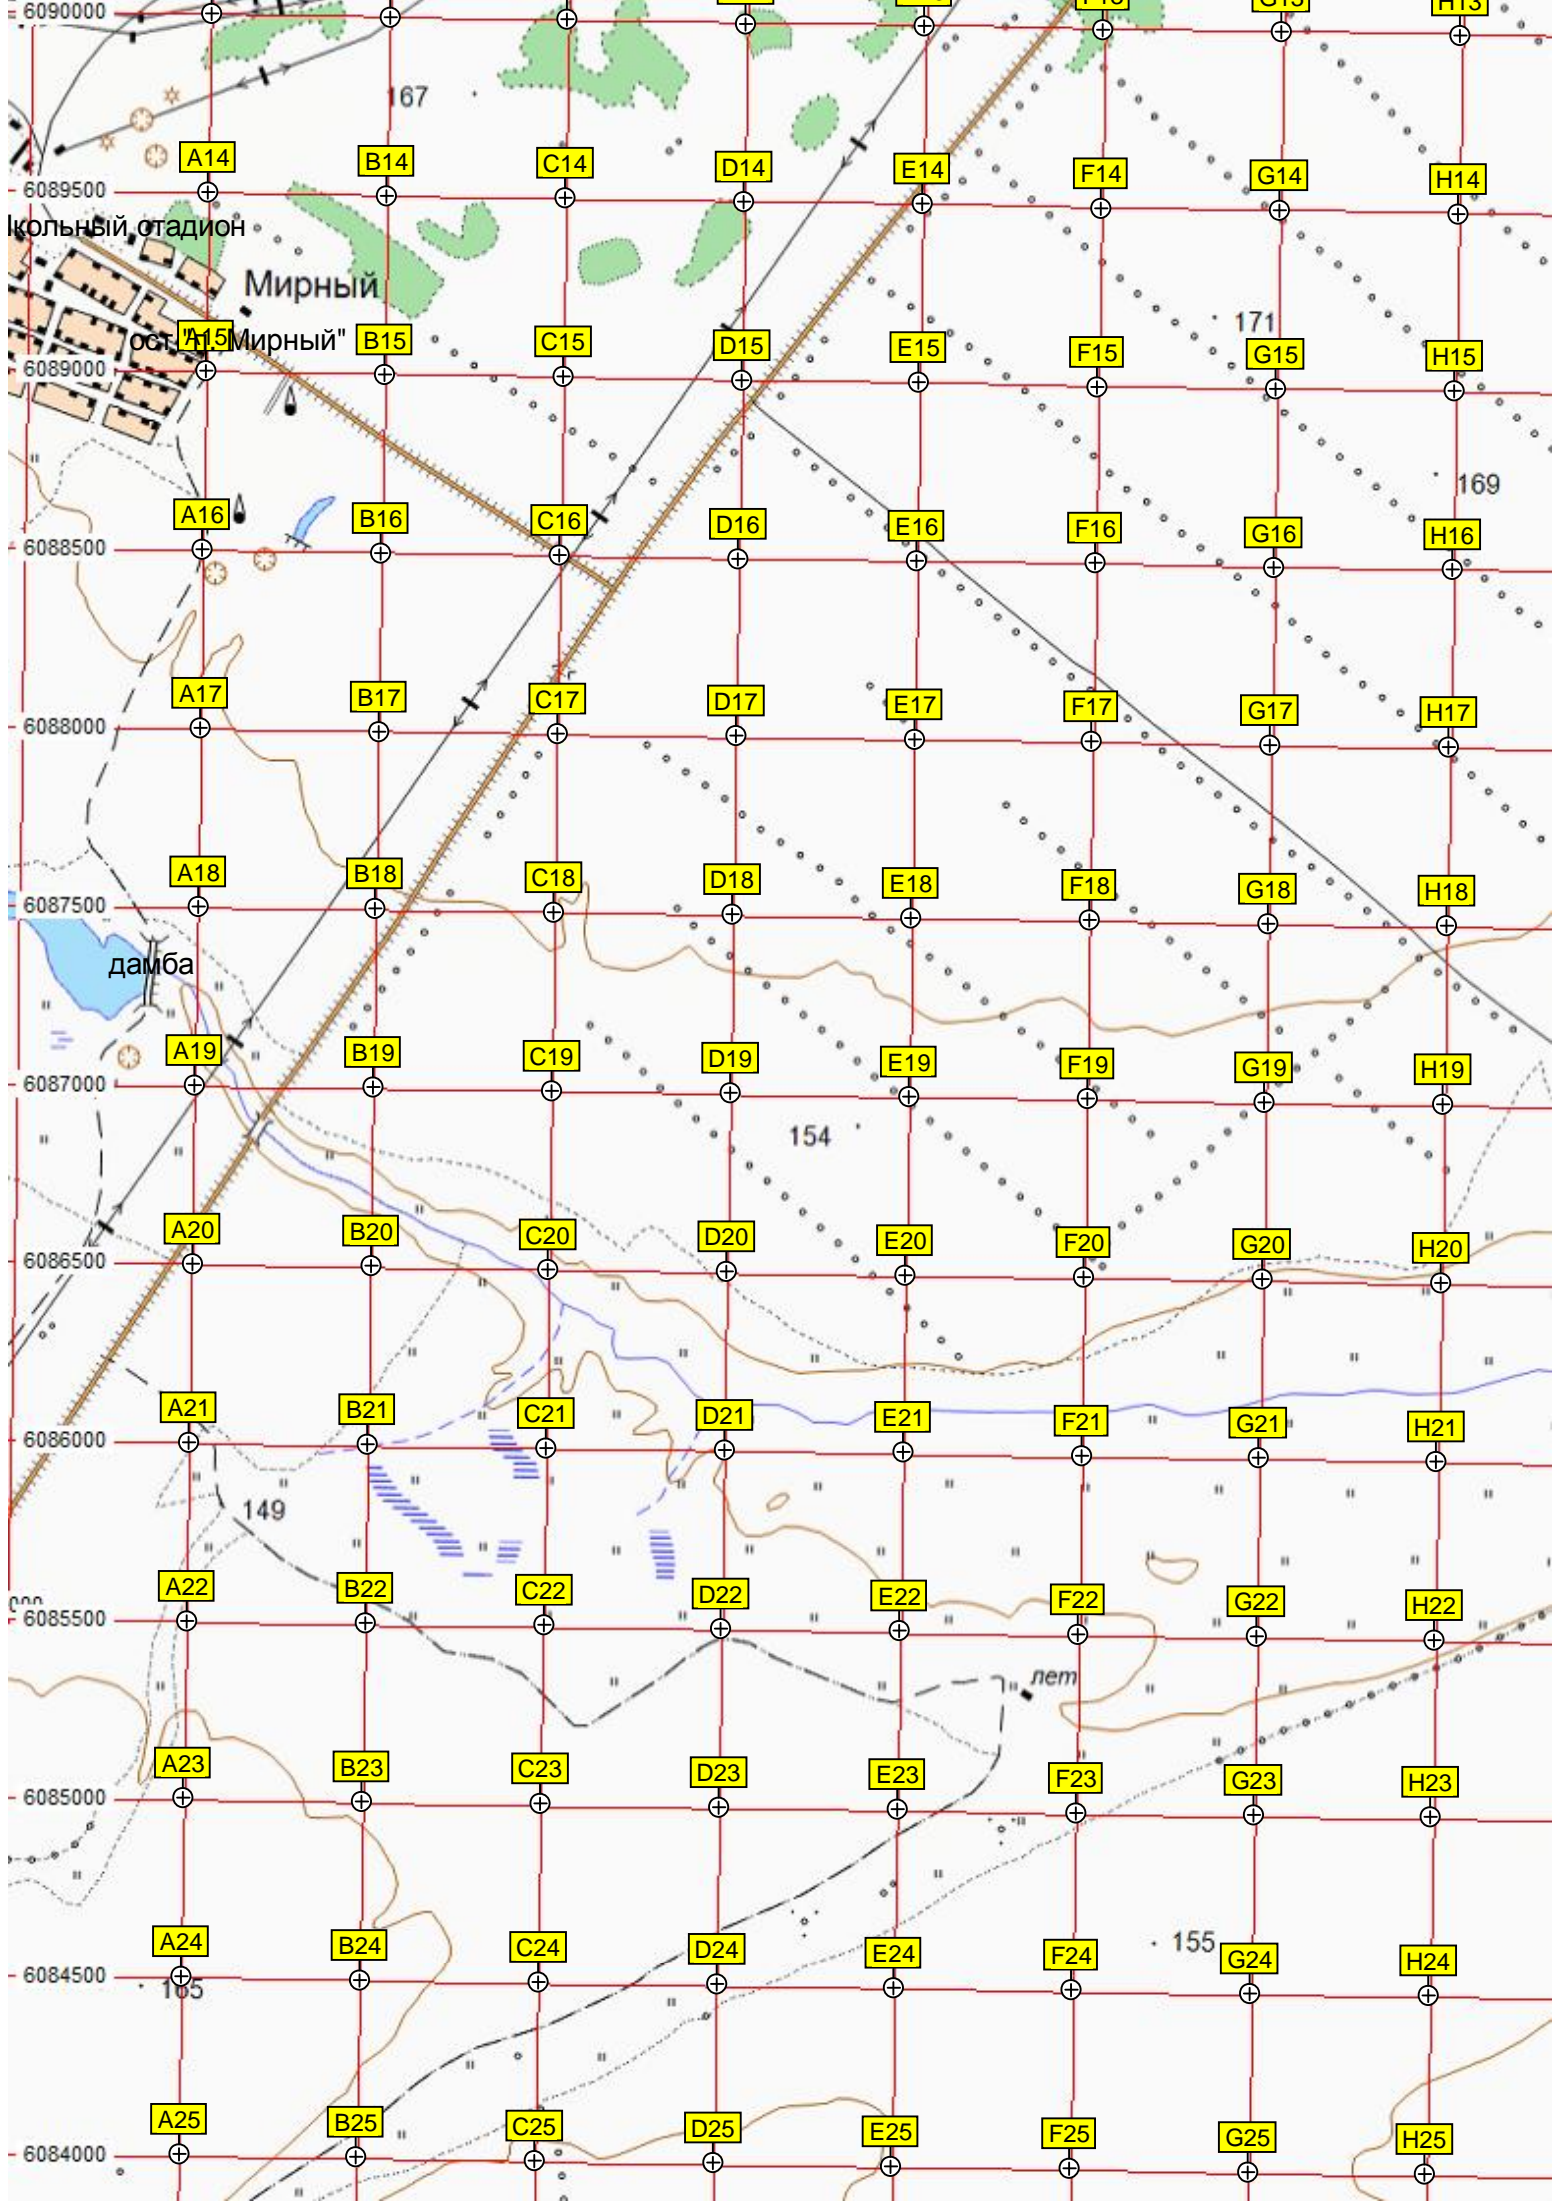 6090000
H13
167
A14 B14 C14 D14 E14 F14 G14 H14
6089500
кольный стадион
Мирный
171
ост. "п. Мирный"
A15 B15 C15 D15 E15 F15 G15 H15
6089000
169
A16 B16 C16 D16 E16 F16 G16 H16
6088500
A17 B17 C17 D17 E17 F17 G17 H17
6088000
A18 B18 C18 D18 E18 F18 G18 H18
6087500
дамба
A19 B19 C19 D19 E19 F19 G19 H19
6087000
154
A20 B20 C20 D20 E20 F20 G20 H20
6086500
A21 B21 C21 D21 E21 F21 G21 H21
6086000
149
A22 B22 C22 D22 E22 F22 G22 H22
6085500
лет
A23 B23 C23 D23 E23 F23 G23 H23
6085000
155
A24 B24 C24 D24 E24 F24 G24 H24
6084500
165
A25 B25 C25 D25 E25 F25 G25 H25
6084000